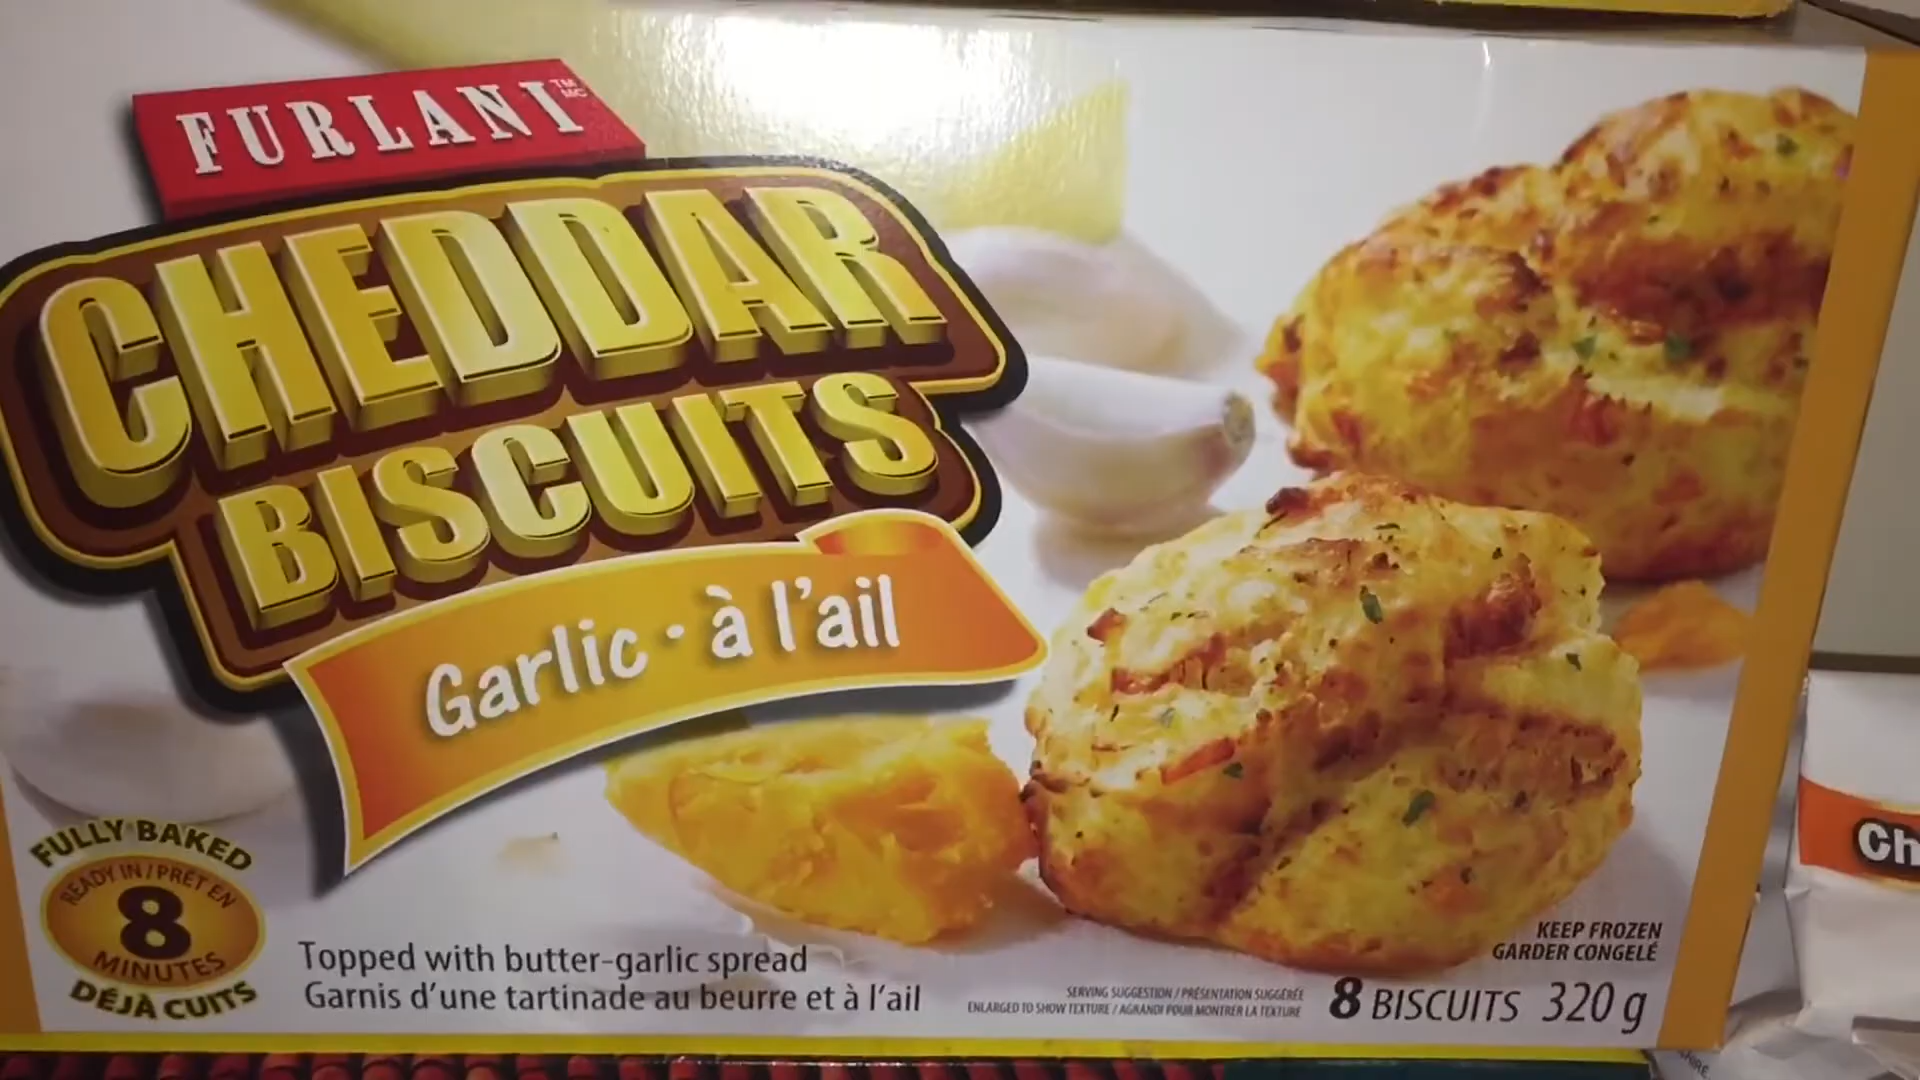 FURLANI™ MC
CHEDDAR
BISCUITS
Garlic · à l'ail
FULLY BAKED
READY IN / PRÊT EN
8
MINUTES
DÉJÀ CUITS
Topped with butter-garlic spread
Garnis d'une tartinade au beurre et à l'ail
SERVING SUGGESTION / PRÉSENTATION SUGGÉRÉE
ENLARGED TO SHOW TEXTURE / AGRANDI POUR MONTRER LA TEXTURE
KEEP FROZEN
GARDER CONGELÉ
8 BISCUITS 320 g
Ch